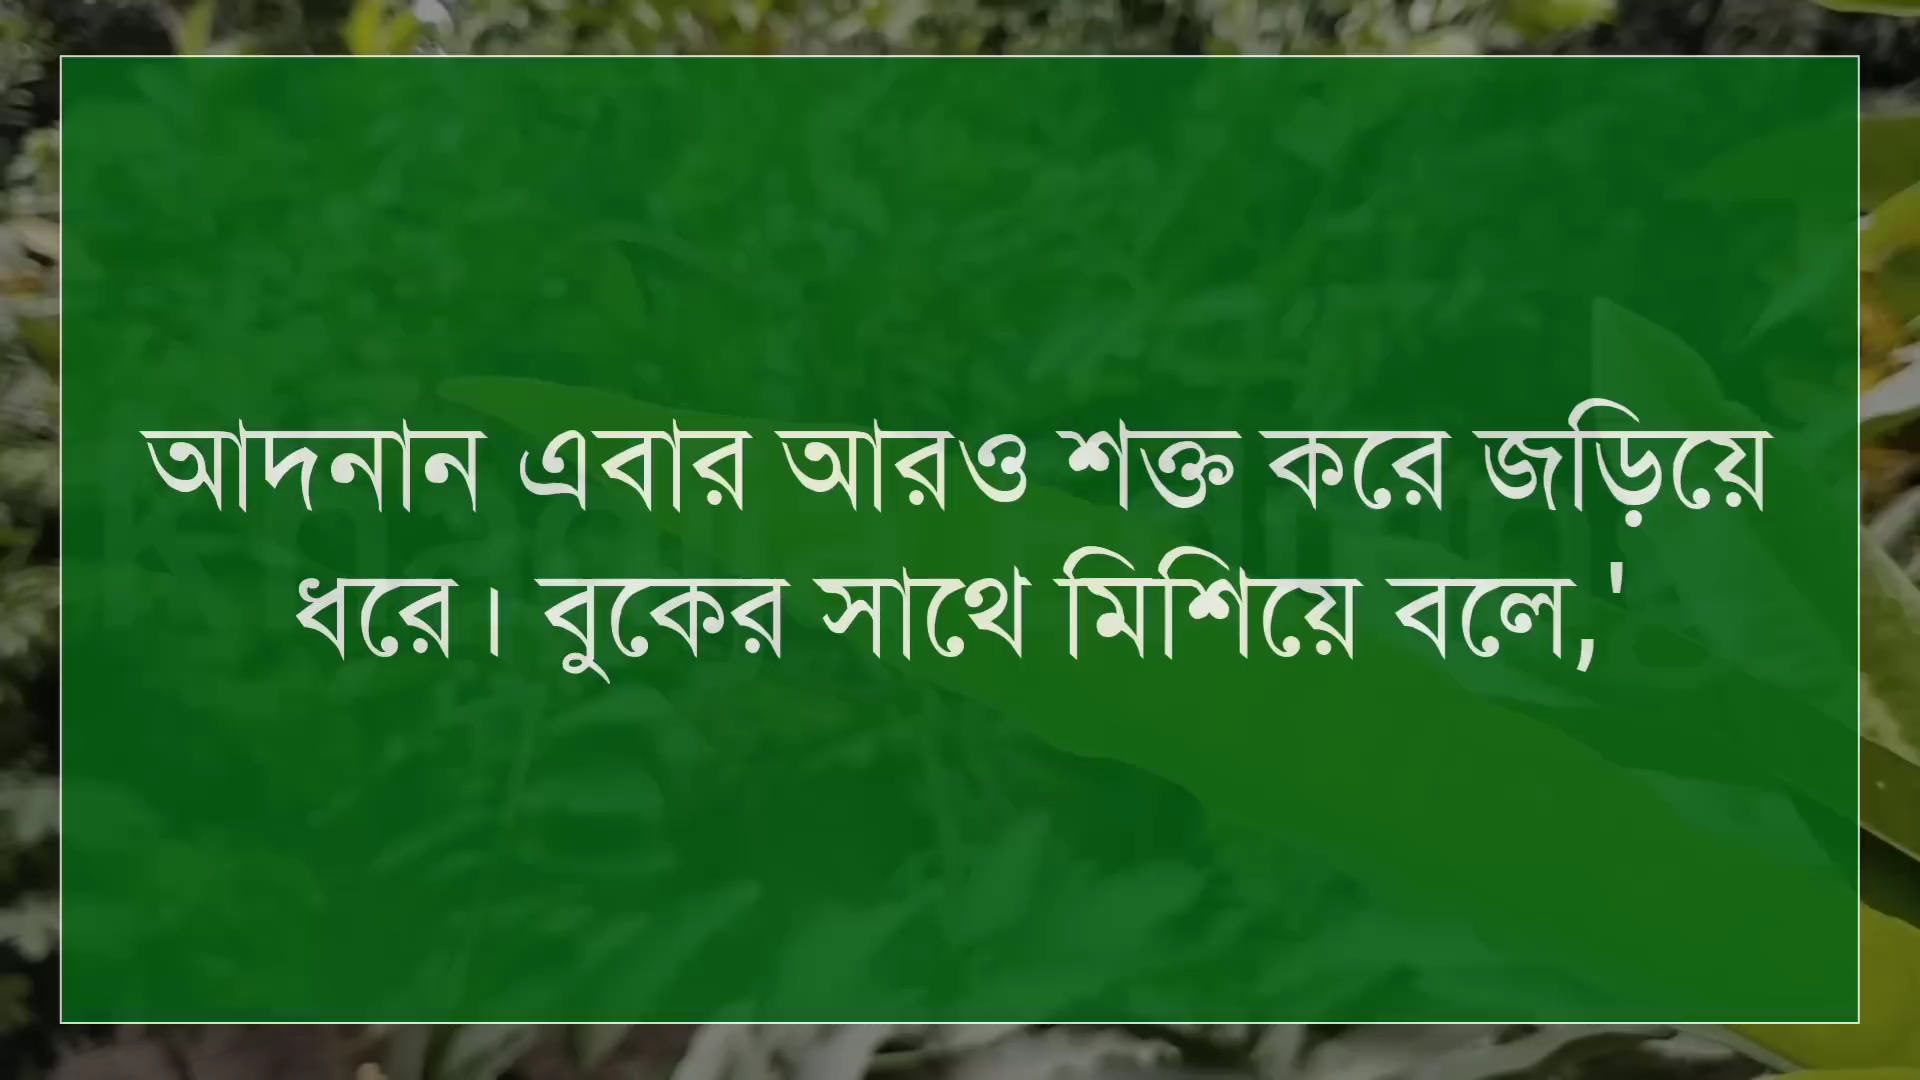 আদনান এবার আরও শক্ত করে জড়িয়ে
ধরে। বুকের সাথে মিশিয়ে বলে,'